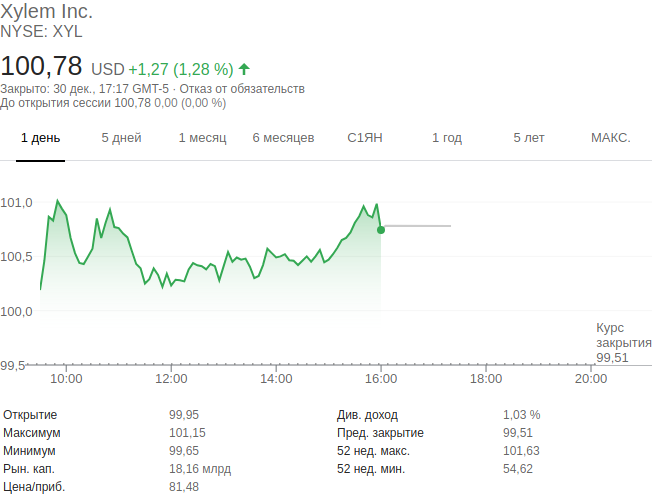 Xylem Inc.
NYSE: XYL
100,78 USD +1,27 (1,28 %)
Закрыто: 30 дек., 17:17 GMT-5 · Отказ от обязательств
До открытия сессии 100,78 0,00 (0,00 %)
1 день 5 дней 1 месяц 6 месяцев С1ЯН 1 год 5 лет МАКС.
101,0
100,5
100,0
Курс
закрытия
99,51
99,5
10:00 12:00 14:00 16:00 18:00 20:00
Открытие 99,95 Див. доход 1,03 %
Максимум 101,15 Пред. закрытие 99,51
Минимум 99,65 52 нед. макс. 101,63
Рын. кап. 18,16 млрд 52 нед. мин. 54,62
Цена/приб. 81,48